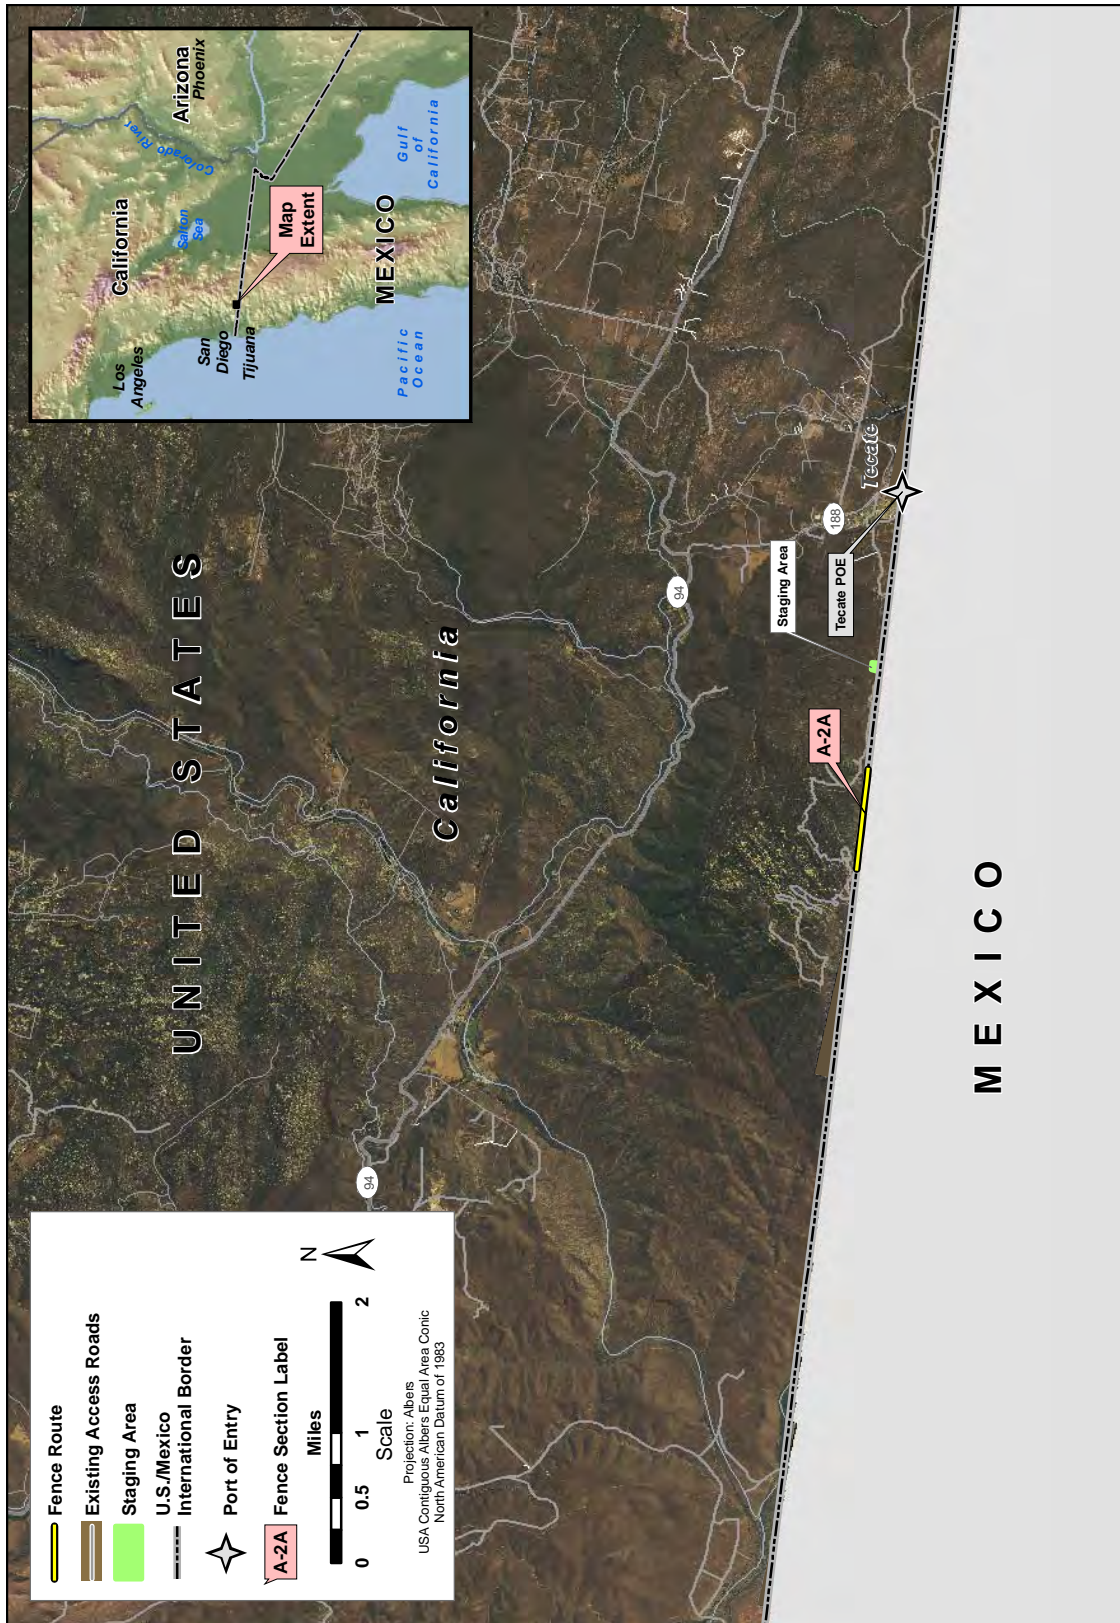 UNITED STATES
California
94
94
188
Tecate
Staging Area
Tecate POE
A-2A
MEXICO
Los
Angeles
California
Arizona
Phoenix
Colorado River
Salton
Sea
San
Diego
Tijuana
Map
Extent
MEXICO
Pacific
Ocean
Gulf
of
California
Fence Route
Existing Access Roads
Staging Area
U.S./Mexico
International Border
Port of Entry
A-2A
Fence Section Label
Miles
0
0.5
1
2
Scale
N
Projection: Albers
USA Contiguous Albers Equal Area Conic
North American Datum of 1983